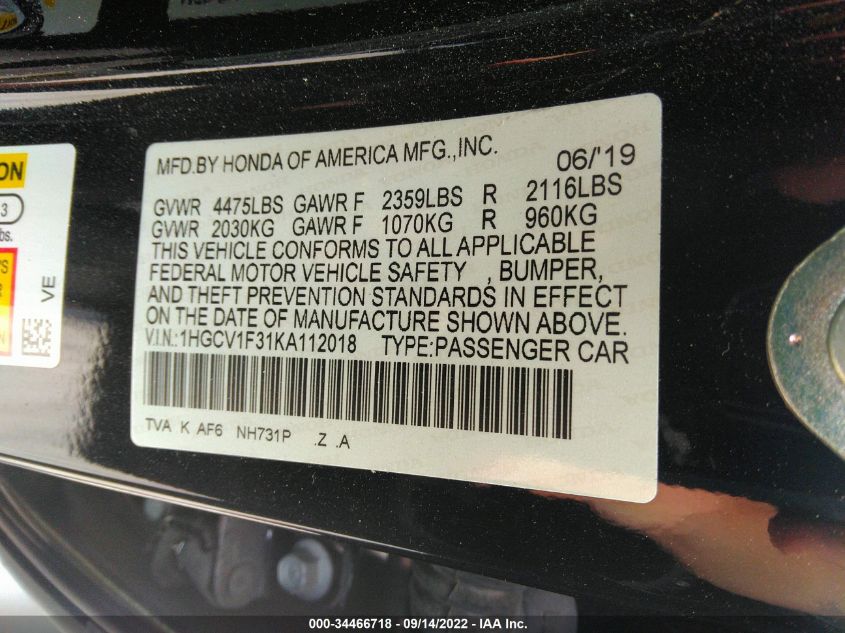 MFD.BY HONDA OF AMERICA MFG.,INC. 06/'19
GVWR 4475LBS GAWR F 2359LBS R 2116LBS
GVWR 2030KG GAWR F 1070KG R 960KG
THIS VEHICLE CONFORMS TO ALL APPLICABLE
FEDERAL MOTOR VEHICLE SAFETY , BUMPER,
AND THEFT PREVENTION STANDARDS IN EFFECT
ON THE DATE OF MANUFACTURE SHOWN ABOVE.
V.I.N.:1HGCV1F31KA112018 TYPE:PASSENGER CAR
TVA K AF6 NH731P .Z .A
ON
3
bs.
'S
R
N
VE
000-34466718 - 09/14/2022 - IAA Inc.